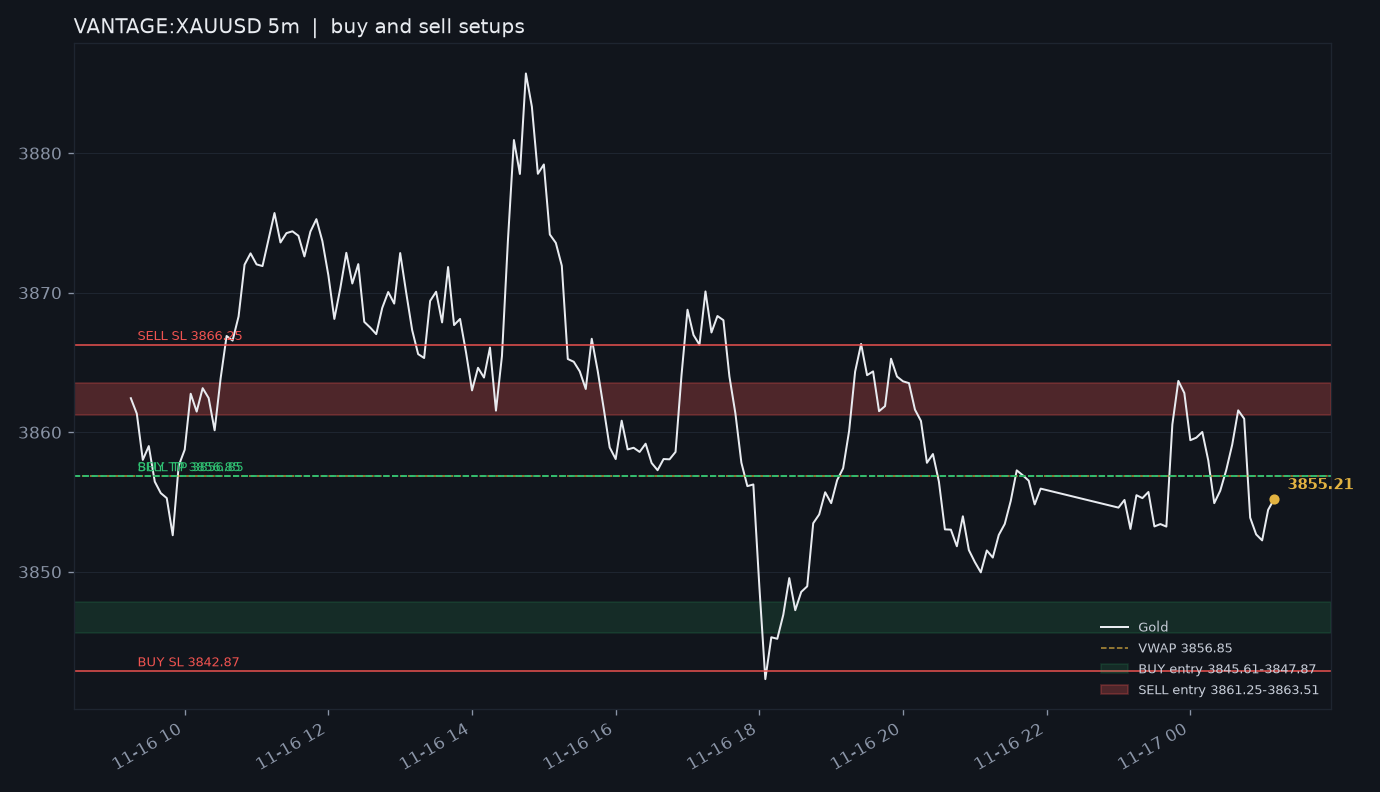 VANTAGE:XAUUSD 5m | buy and sell setups
3880
3870
SELL SL 3866.25
3860
3856.85
3855.21
3850
BUY SL 3842.87
Gold
VWAP 3856.85
BUY entry 3845.61-3847.87
SELL entry 3861.25-3863.51
11-16 10
11-16 12
11-16 14
11-16 16
11-16 18
11-16 20
11-16 22
11-17 00